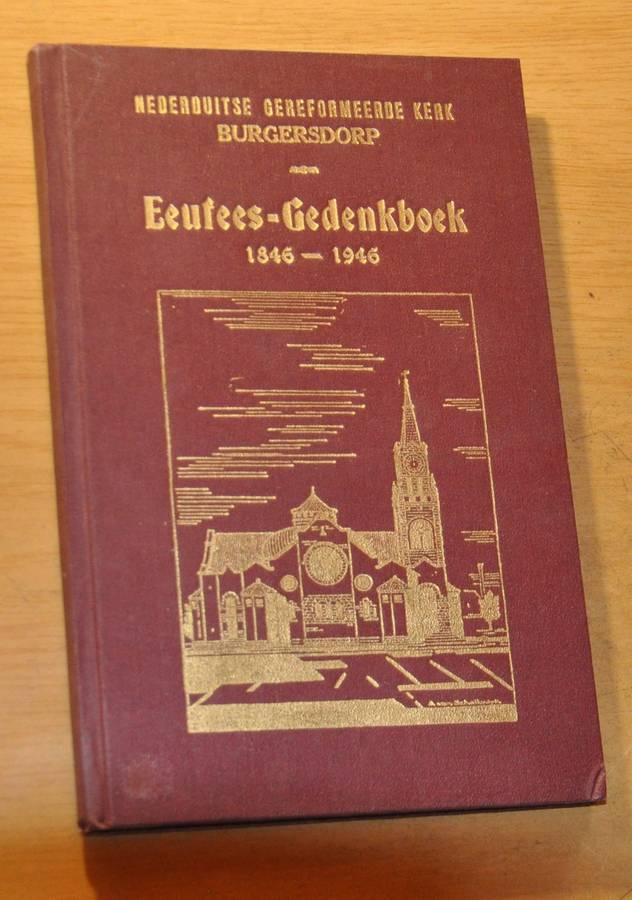 NEDERDUITSE GEREFORMEERDE KERK
BURGERSDORP
Eeufees-Gedenkboek
1846 — 1946